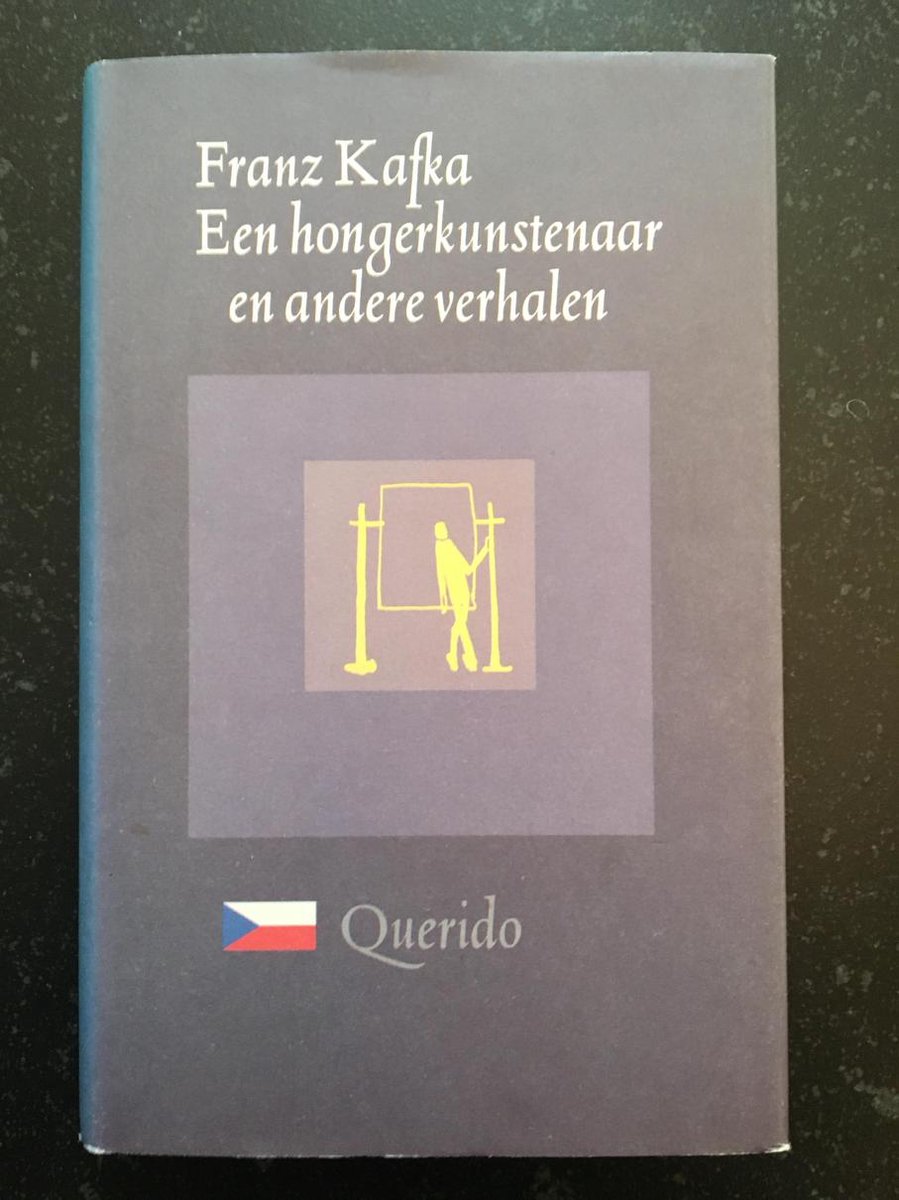 Franz Kafka
Een hongerkunstenaar
en andere verhalen
Querido